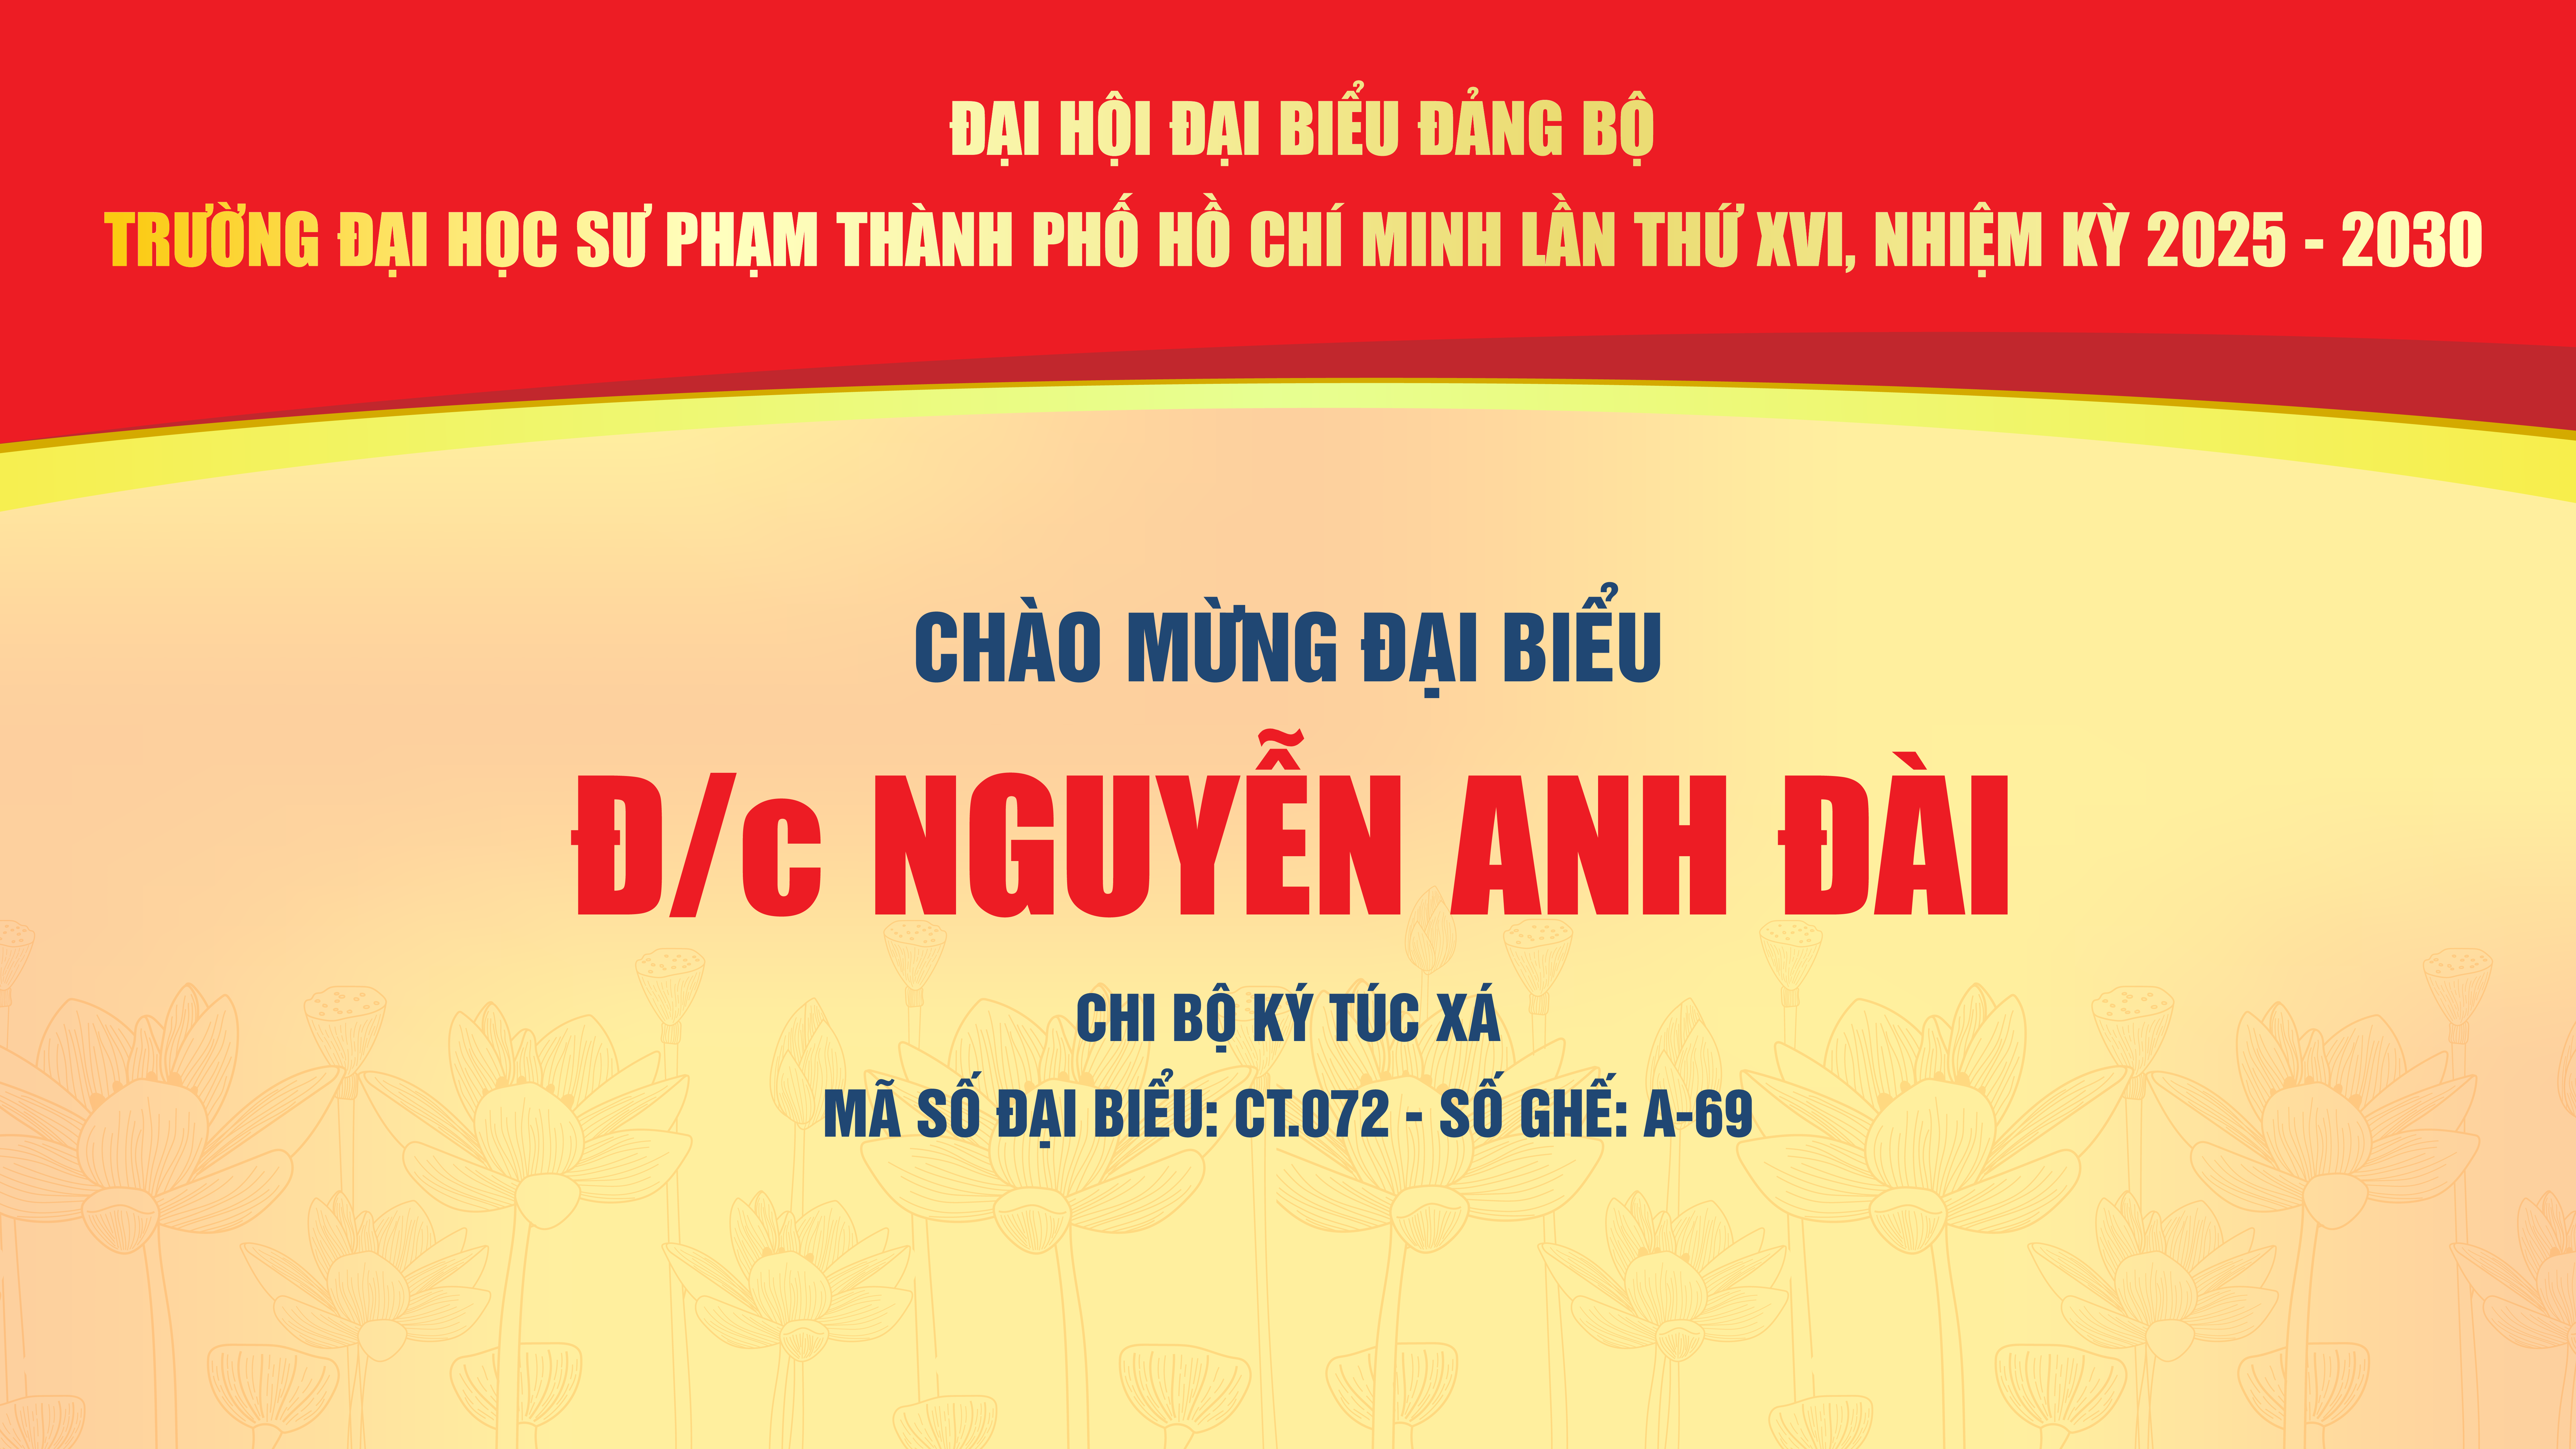 ĐẠI HỘI ĐẠI BIỂU ĐẢNG BỘ
TRƯỜNG ĐẠI HỌC SƯ PHẠM THÀNH PHỐ HỒ CHÍ MINH LẦN THỨ XVI, NHIỆM KỲ 2025 - 2030
CHÀO MỪNG ĐẠI BIỂU
Đ/c NGUYỄN ANH ĐÀI
CHI BỘ KÝ TÚC XÁ
MÃ SỐ ĐẠI BIỂU: CT.072 - SỐ GHẾ: A-69